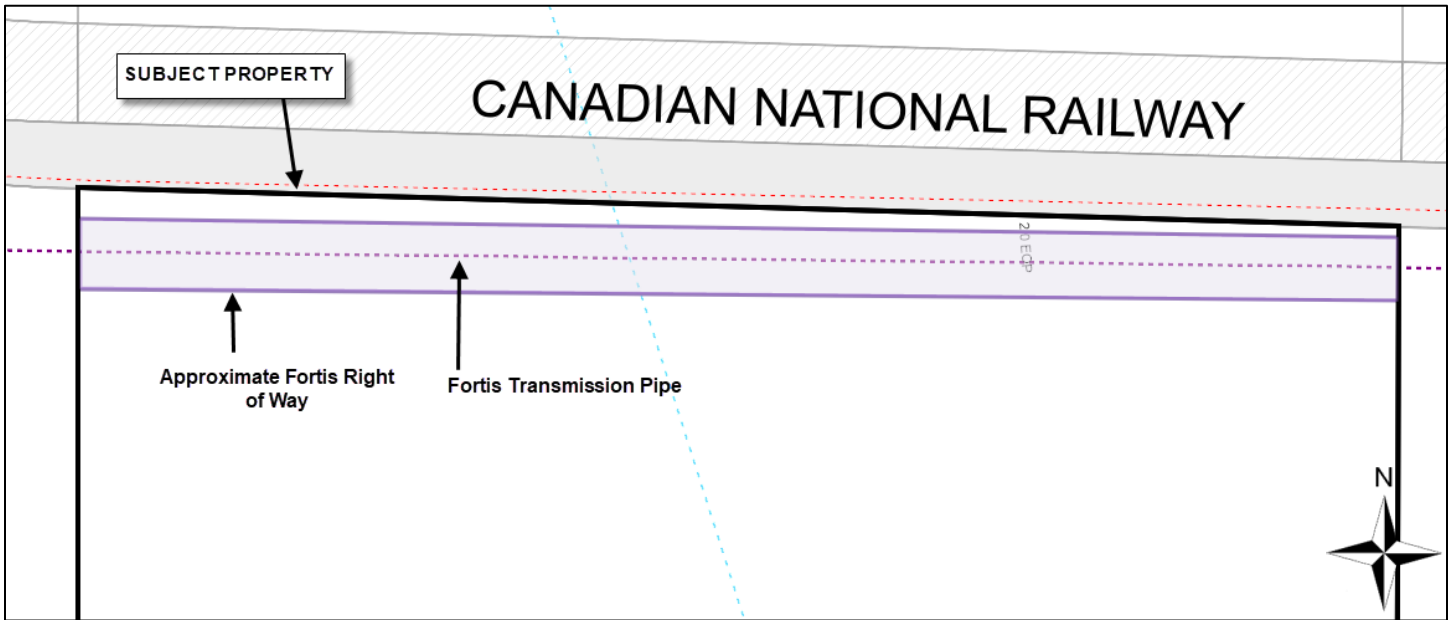 SUBJECT PROPERTY
CANADIAN NATIONAL RAILWAY
Approximate Fortis Right
of Way
Fortis Transmission Pipe
N